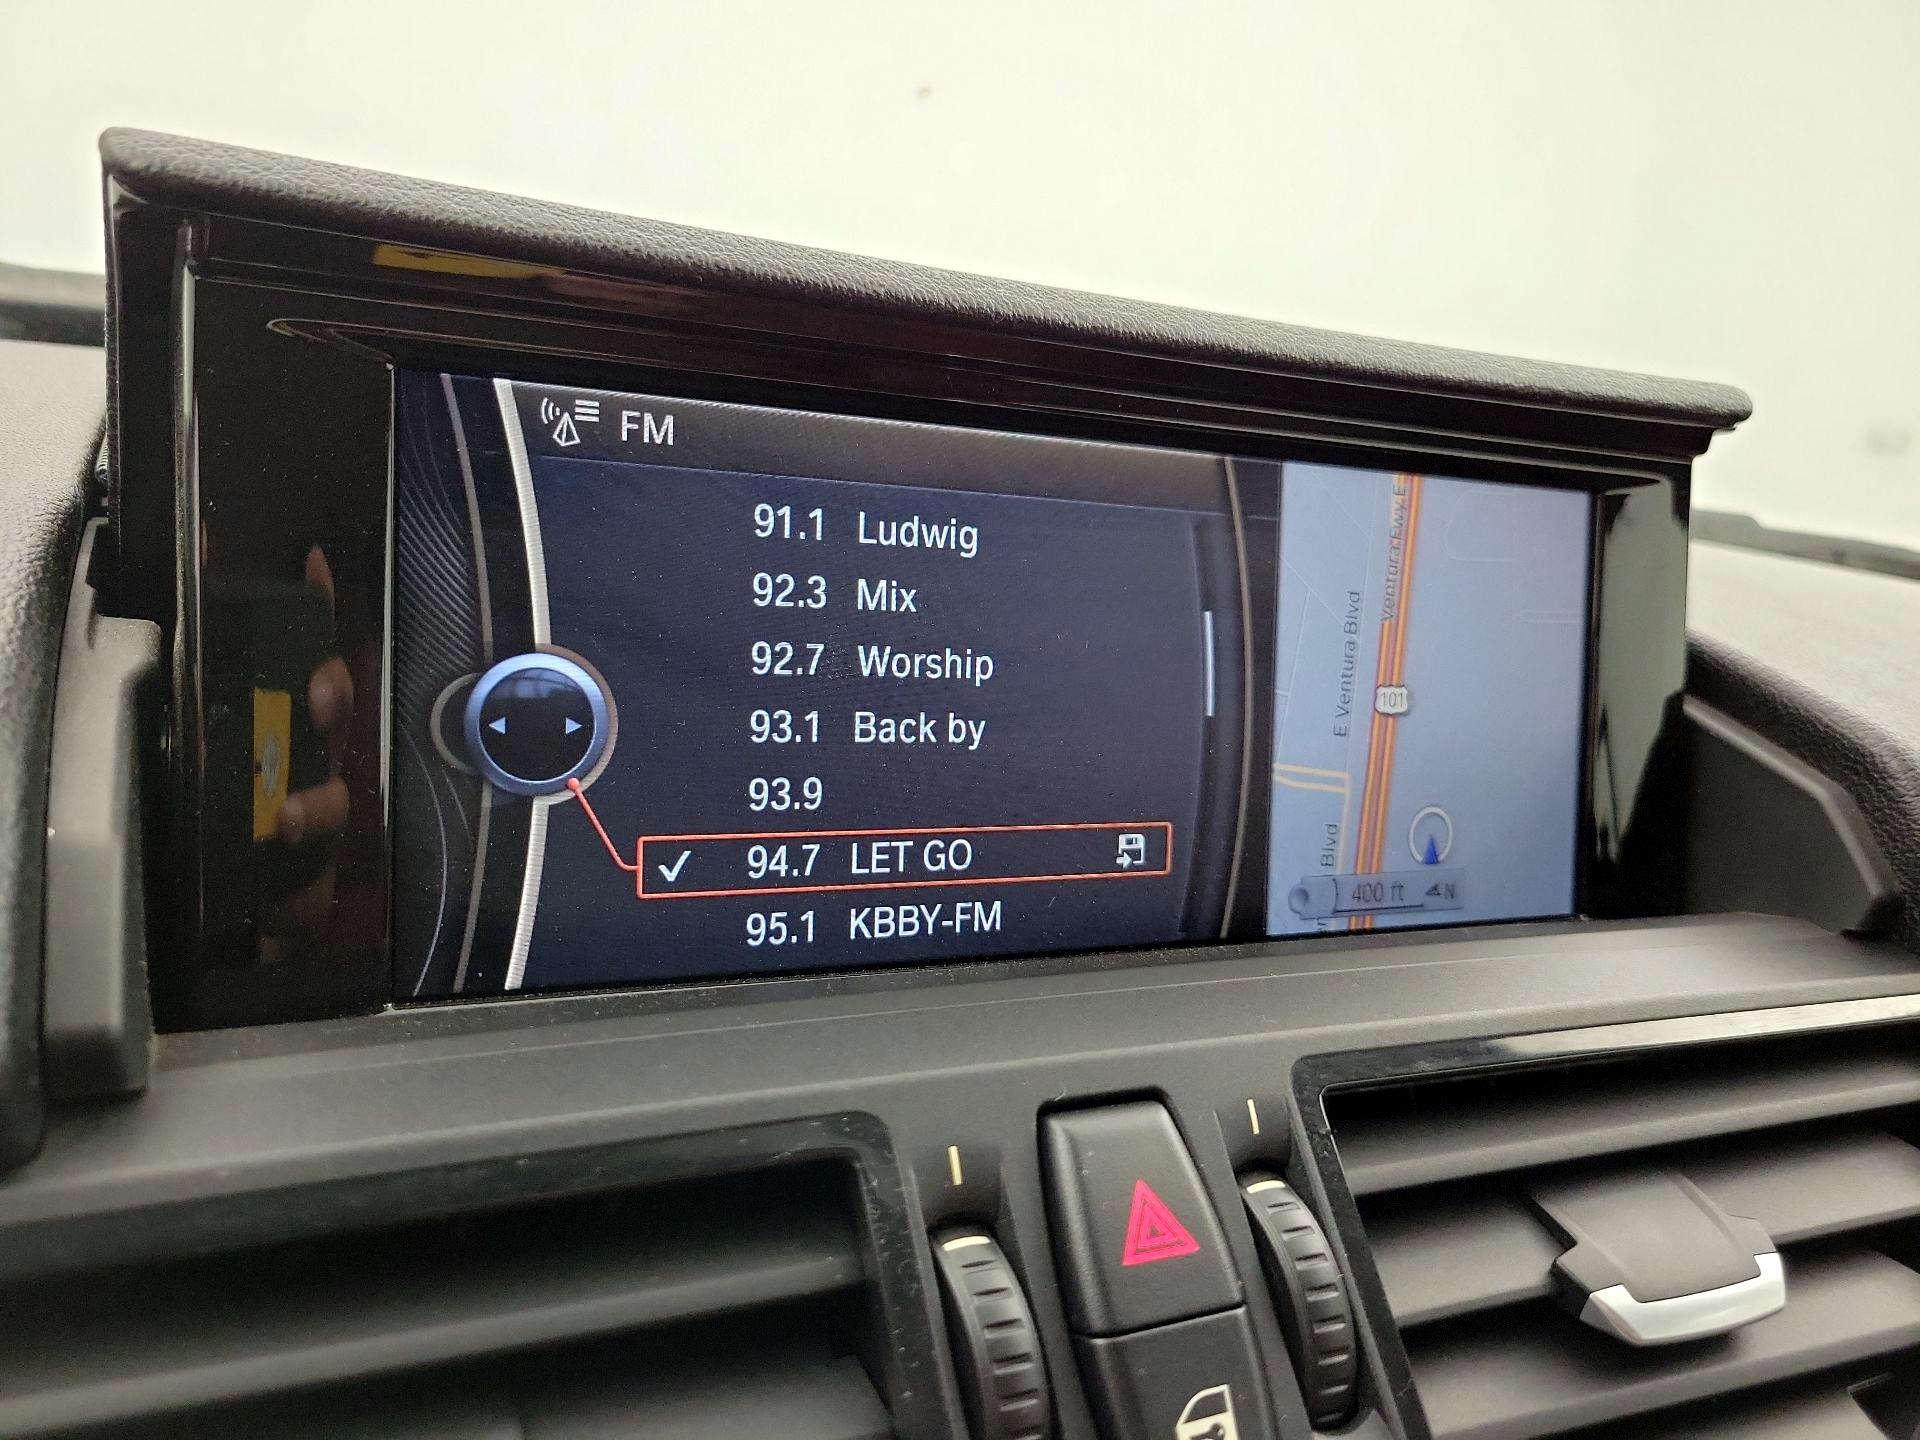 FM
91.1 Ludwig
92.3 Mix
92.7 Worship
93.1 Back by
93.9
94.7 LET GO
95.1 KBBY-FM
Ventura Fwy E
E Ventura Blvd
101
Blvd
400 ft N